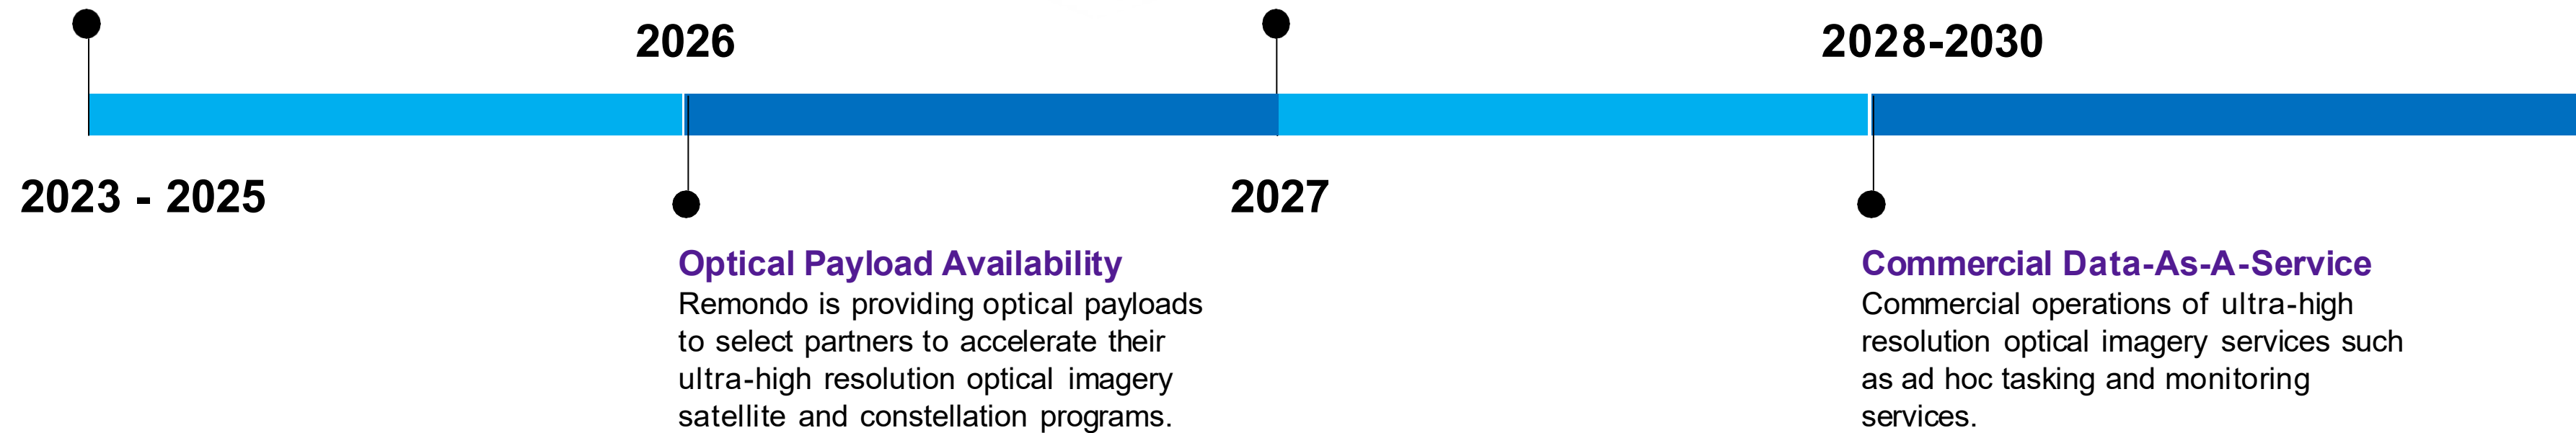 2026
2028-2030
2023 - 2025
2027
Optical Payload Availability
Remondo is providing optical payloads
to select partners to accelerate their
ultra-high resolution optical imagery
satellite and constellation programs.
Commercial Data-As-A-Service
Commercial operations of ultra-high
resolution optical imagery services such
as ad hoc tasking and monitoring
services.